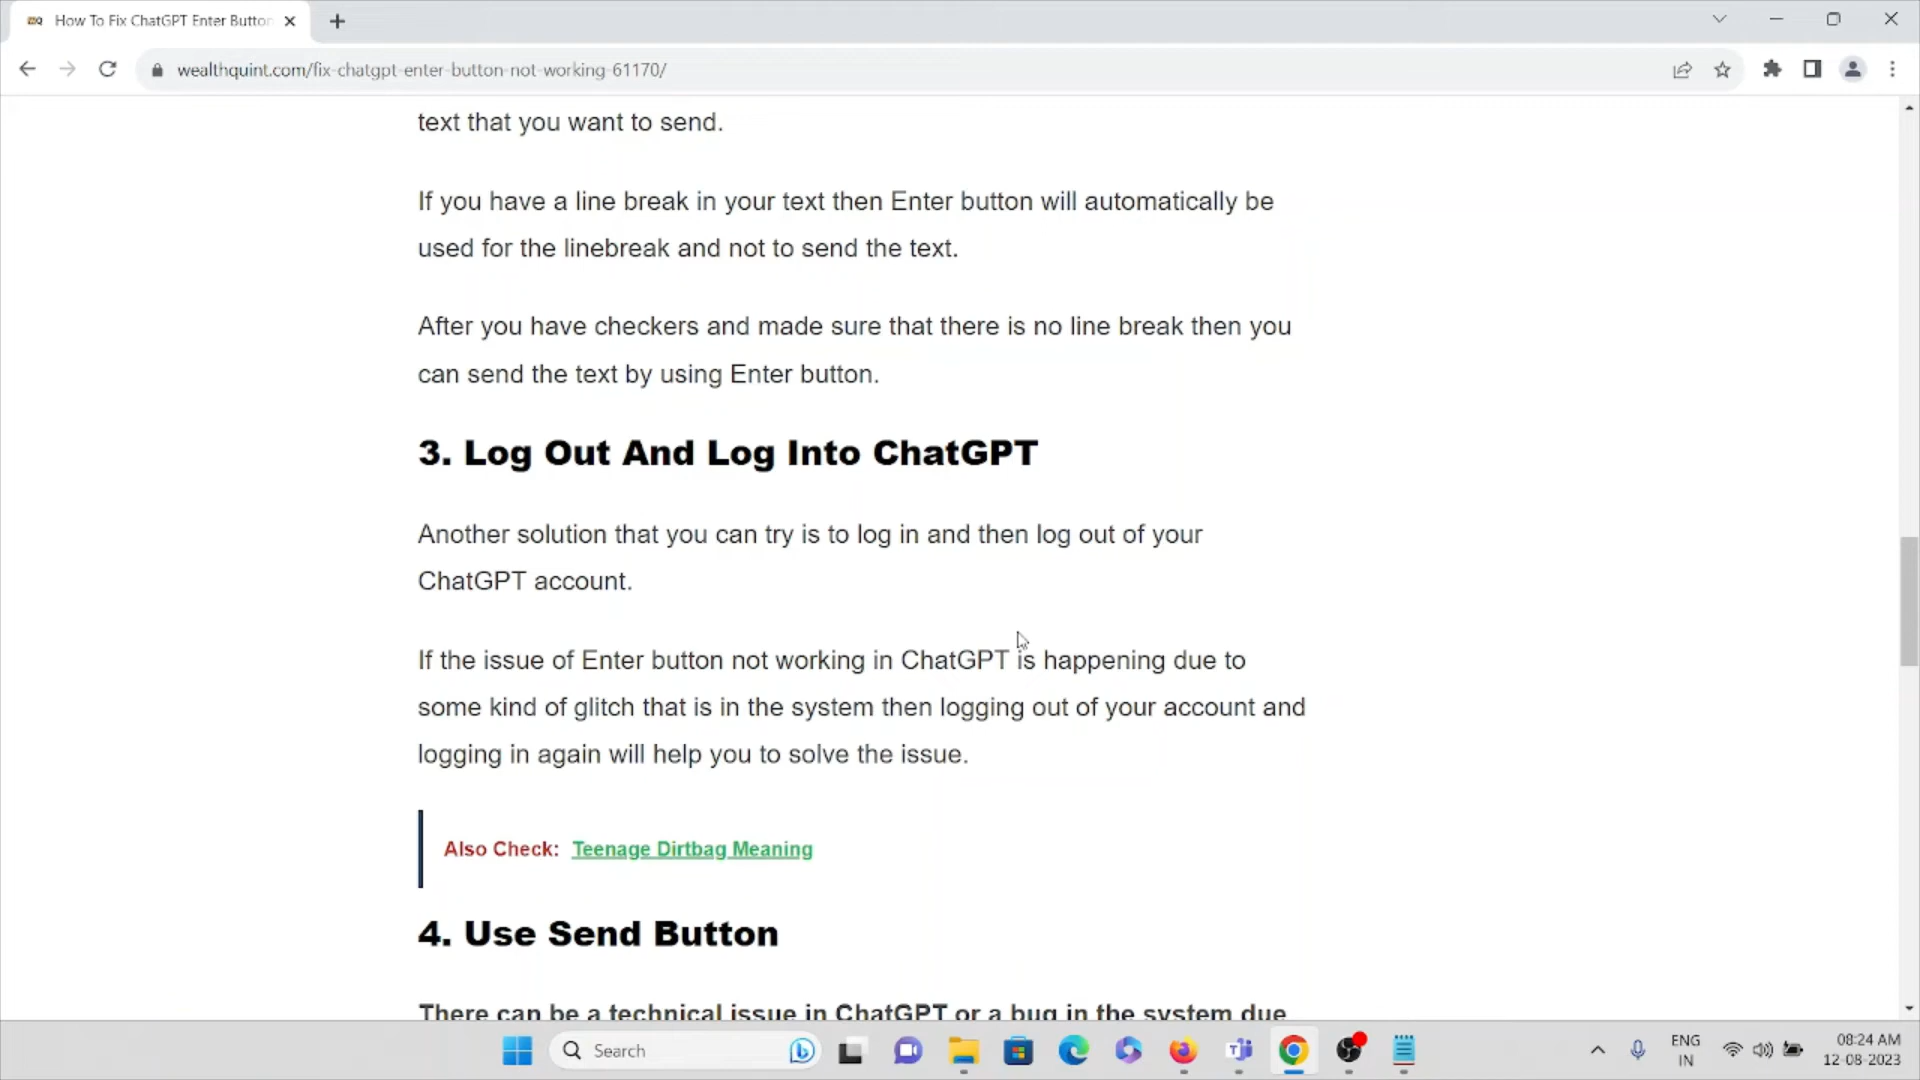 How To Fix ChatGPT Enter Button
wealthquint.com/fix-chatgpt-enter-button-not-working-61170/
text that you want to send.
If you have a line break in your text then Enter button will automatically be
used for the linebreak and not to send the text.
After you have checkers and made sure that there is no line break then you
can send the text by using Enter button.
3. Log Out And Log Into ChatGPT
Another solution that you can try is to log in and then log out of your
ChatGPT account.
If the issue of Enter button not working in ChatGPT is happening due to
some kind of glitch that is in the system then logging out of your account and
logging in again will help you to solve the issue.
Also Check: Teenage Dirtbag Meaning
4. Use Send Button
There can be a technical issue in ChatGPT or a bug in the system due
Search
ENG
IN
08:24 AM
12-08-2023